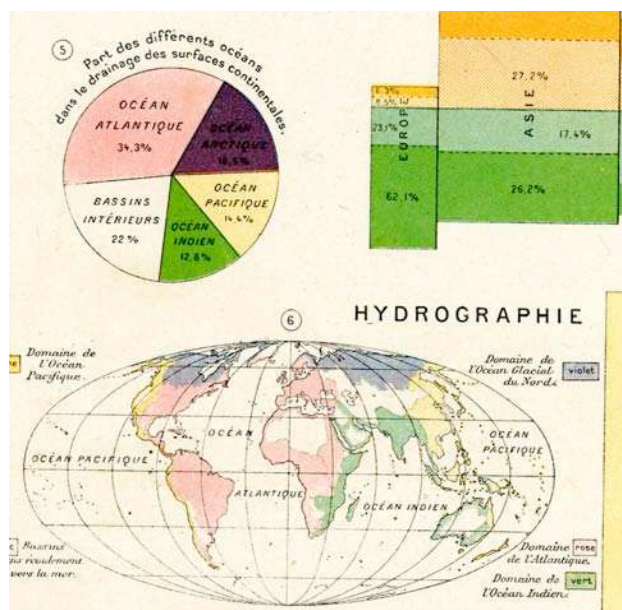 5
Part des différents océans
dans le drainage des surfaces continentales.
OCÉAN
ATLANTIQUE
34,3%
OCÉAN
ARCTIQUE
16,5%
OCÉAN
PACIFIQUE
14,4%
BASSINS
INTÉRIEURS
22%
OCÉAN
INDIEN
12,8%
EUROPE
8,5%
23,1%
62,1%
ASIE
27,2%
17,4%
26,2%
6
HYDROGRAPHIE
Domaine de
l'Océan
Pacifique.
Domaine de
l'Océan Glacial
du Nord.
violet
OCÉAN PACIFIQUE
OCÉAN
ATLANTIQUE
OCÉAN INDIEN
OCÉAN
PACIFIQUE
Bassins
ns écoulement
vers la mer.
Domaine
de l'Atlantique.
rose
Domaine de
l'Océan Indien.
vert